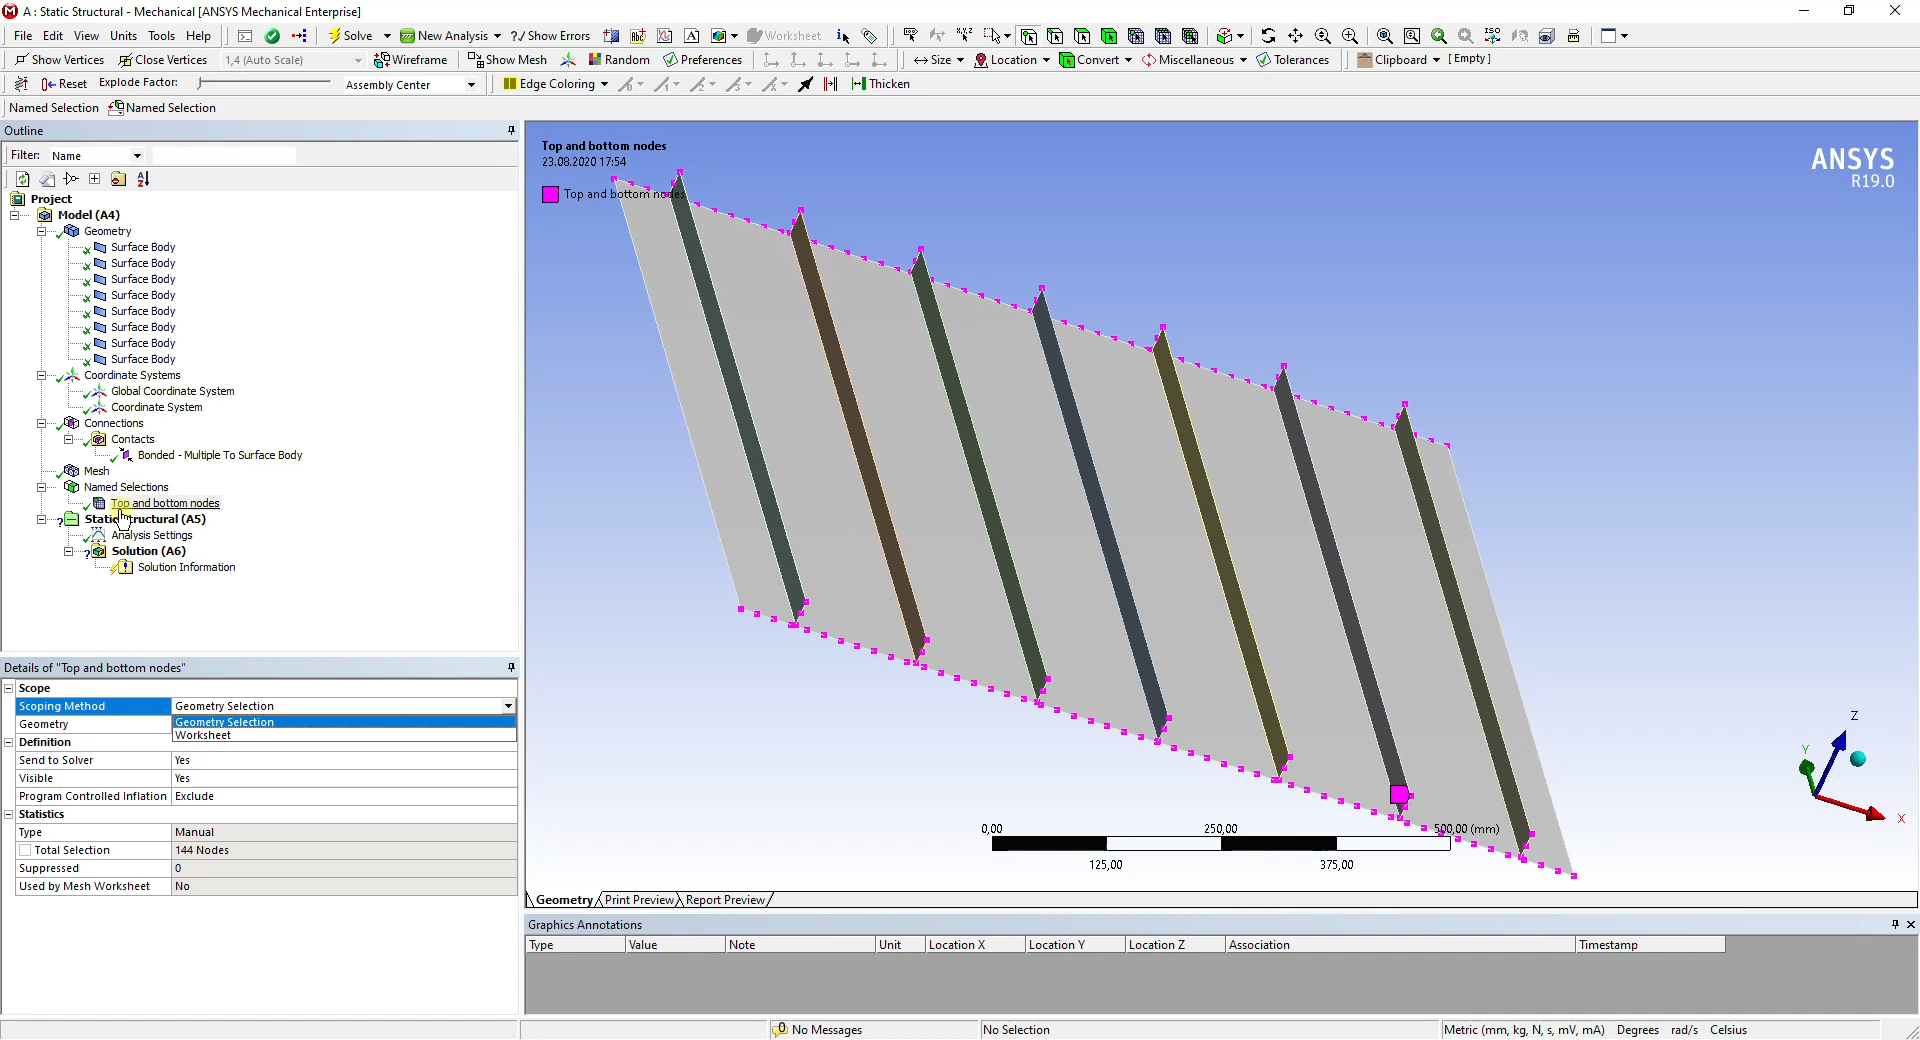 A : Static Structural - Mechanical [ANSYS Mechanical Enterprise]
File Edit View Units Tools Help Solve New Analysis ?/ Show Errors Worksheet
Show Vertices Close Vertices 1,4 (Auto Scale) Wireframe Show Mesh Random Preferences Size Location Convert Miscellaneous Tolerances Clipboard [ Empty ]
Reset Explode Factor: Assembly Center Edge Coloring Thicken
Named Selection Named Selection
Outline
Filter: Name
Project
Model (A4)
Geometry
Surface Body
Surface Body
Surface Body
Surface Body
Surface Body
Surface Body
Surface Body
Surface Body
Coordinate Systems
Global Coordinate System
Coordinate System
Connections
Contacts
Bonded - Multiple To Surface Body
Mesh
Named Selections
Top and bottom nodes
Static Structural (A5)
Analysis Settings
Solution (A6)
Solution Information
Details of "Top and bottom nodes"
Scope
Scoping Method Geometry Selection
Geometry Selection
Geometry
Worksheet
Definition
Send to Solver Yes
Visible Yes
Program Controlled Inflation Exclude
Statistics
Type Manual
Total Selection 144 Nodes
Suppressed 0
Used by Mesh Worksheet No
Top and bottom nodes
23.08.2020 17:54
Top and bottom nodes
ANSYS
R19.0
Z
Y
X
0,00 250,00 500,00 (mm)
125,00 375,00
Geometry Print Preview Report Preview
Graphics Annotations
Type Value Note Unit Location X Location Y Location Z Association Timestamp
0 No Messages No Selection Metric (mm, kg, N, s, mV, mA) Degrees rad/s Celsius